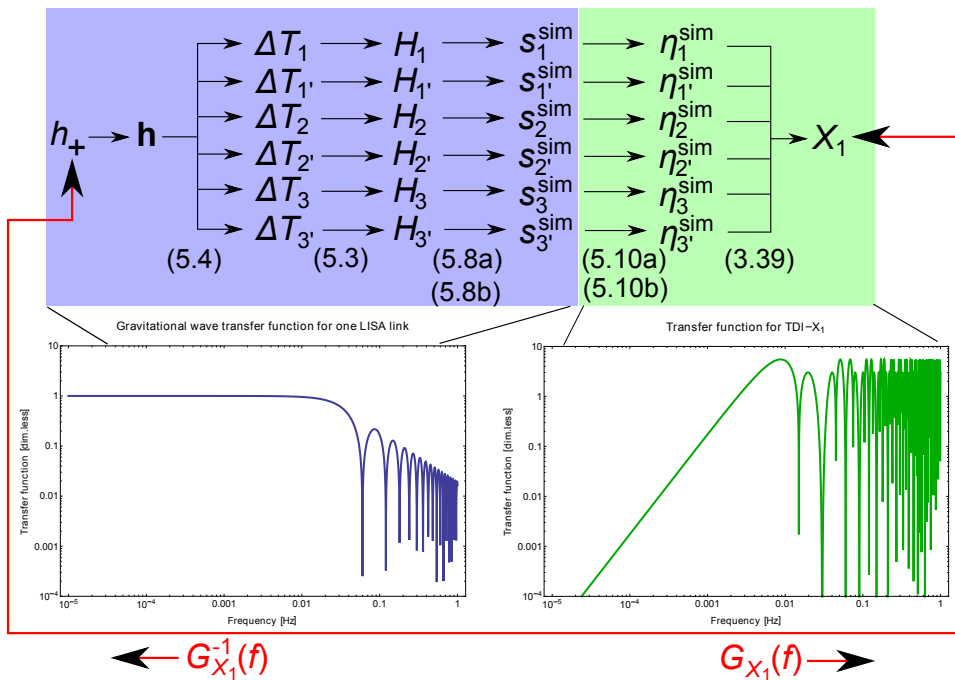 h₊ h
ΔT₁ H₁ s₁ˢⁱᵐ η₁ˢⁱᵐ
ΔT₁' H₁' s₁'ˢⁱᵐ η₁'ˢⁱᵐ
ΔT₂ H₂ s₂ˢⁱᵐ η₂ˢⁱᵐ
ΔT₂' H₂' s₂'ˢⁱᵐ η₂'ˢⁱᵐ
ΔT₃ H₃ s₃ˢⁱᵐ η₃ˢⁱᵐ
ΔT₃' H₃' s₃'ˢⁱᵐ η₃'ˢⁱᵐ
X₁
(5.4) (5.3) (5.8a) (5.10a) (3.39)
(5.8b) (5.10b)
Gravitational wave transfer function for one LISA link
Transfer function [dim.less]
10
1
0.1
0.01
0.001
10⁻⁴
10⁻⁵ 10⁻⁴ 0.001 0.01 0.1 1
Frequency [Hz]
Transfer function for TDI−X₁
Transfer function [dim.less]
10
1
0.1
0.01
0.001
10⁻⁴
10⁻⁵ 10⁻⁴ 0.001 0.01 0.1 1
Frequency [Hz]
G⁻¹X₁(f)
GX₁(f)